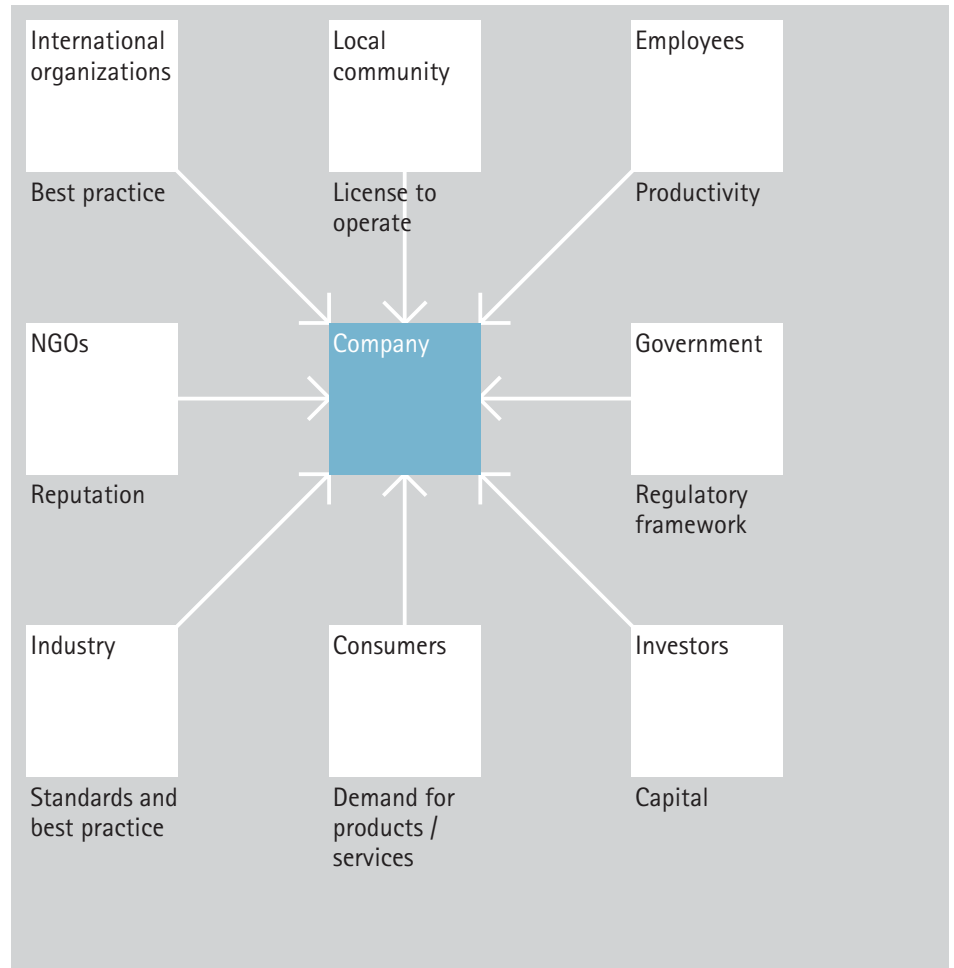 International
organizations
Local
community
Employees
Best practice
License to
operate
Productivity
NGOs
Company
Government
Reputation
Regulatory
framework
Industry
Consumers
Investors
Standards and
best practice
Demand for
products /
services
Capital